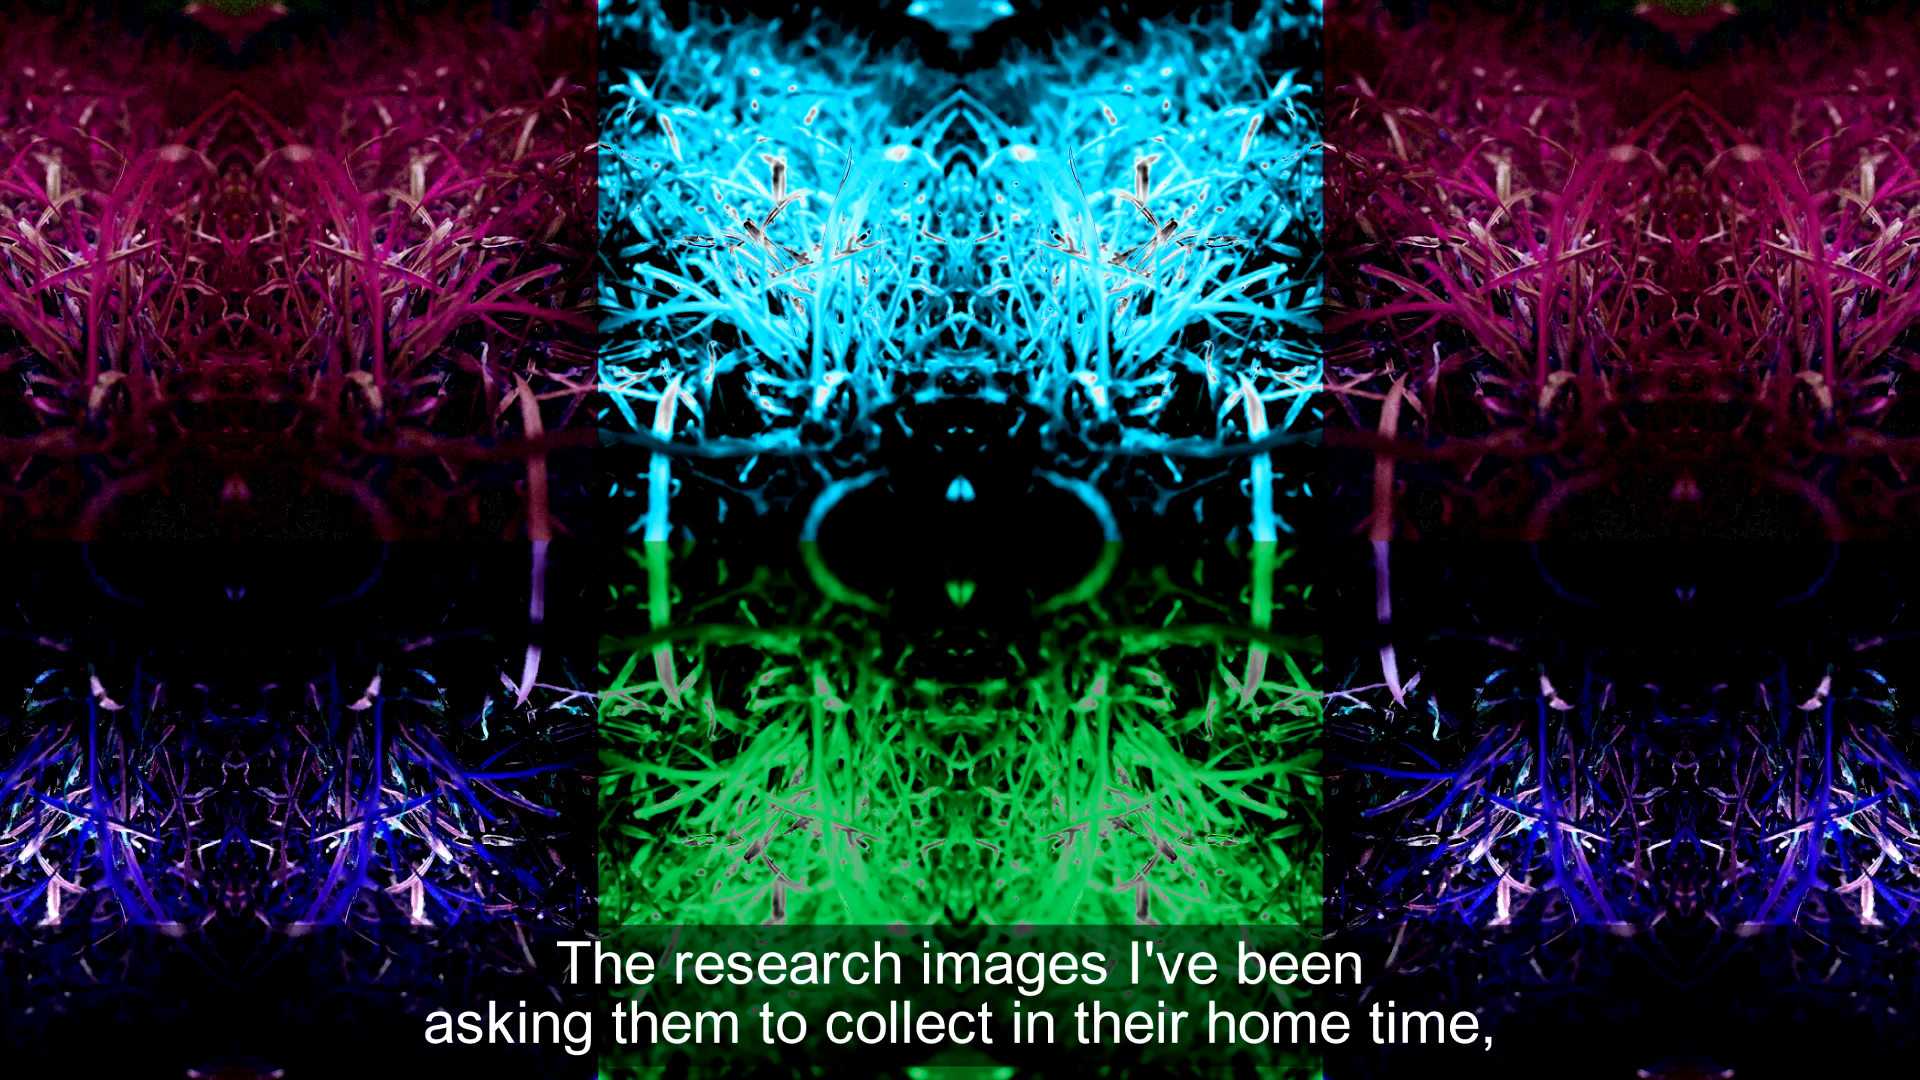 The research images I've been
asking them to collect in their home time,